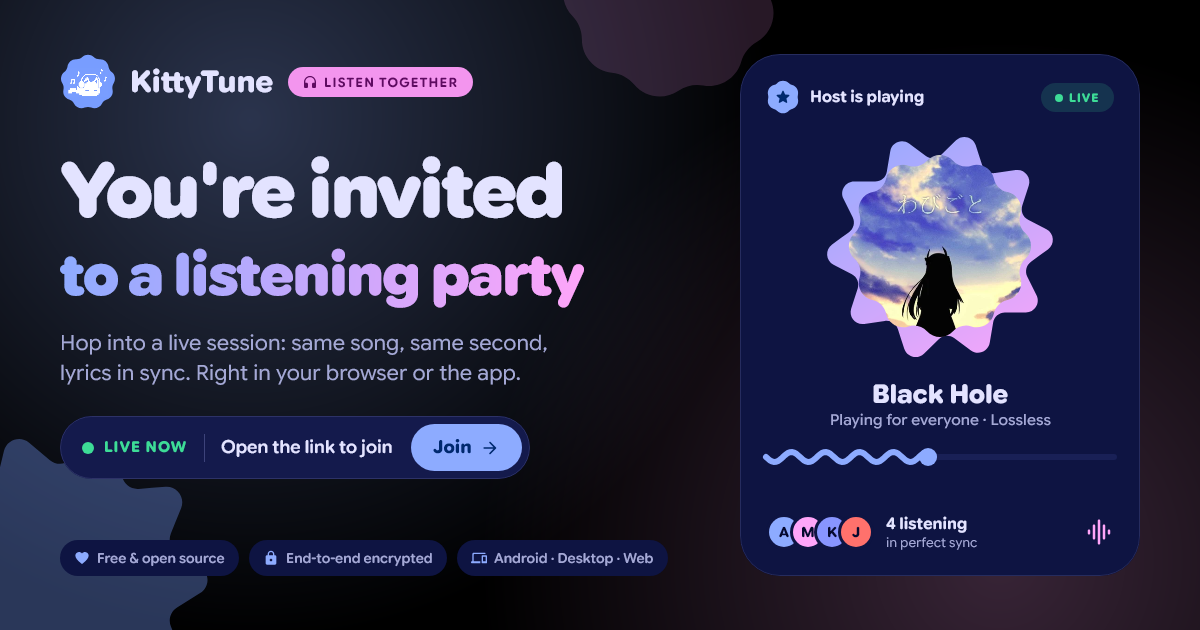 KittyTune
LISTEN TOGETHER
You're invited
to a listening party
Hop into a live session: same song, same second,
lyrics in sync. Right in your browser or the app.
LIVE NOW
Open the link to join
Join →
Free & open source
End-to-end encrypted
Android · Desktop · Web
Host is playing
LIVE
わびごと
Black Hole
Playing for everyone · Lossless
A M K J
4 listening
in perfect sync